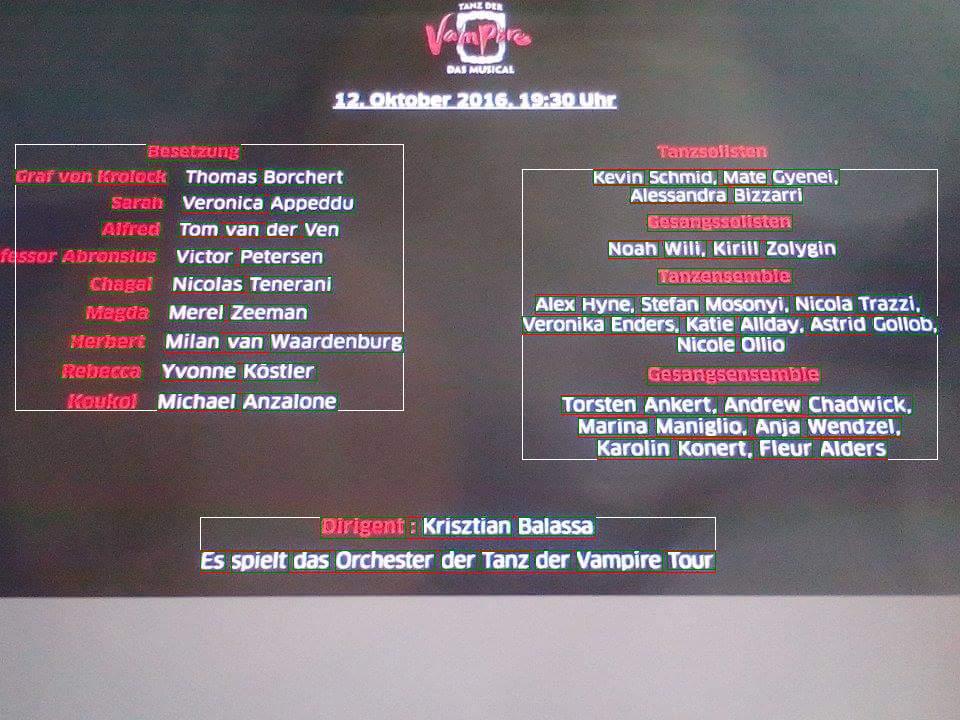 TANZ DER
Vampire
DAS MUSICAL
12. Oktober 2016, 19:30 Uhr
Besetzung
Graf von Krolock Thomas Borchert
Sarah Veronica Appeddu
Alfred Tom van der Ven
fessor Abronsius Victor Petersen
Chagal Nicolas Tenerani
Magda Merel Zeeman
Herbert Milan van Waardenburg
Rebecca Yvonne Köstler
Koukol Michael Anzalone
Tanzsolisten
Kevin Schmid, Mate Gyenei,
Alessandra Bizzarri
Gesangssolisten
Noah Wili, Kirill Zolygin
Tanzensemble
Alex Hyne, Stefan Mosonyi, Nicola Trazzi,
Veronika Enders, Katie Allday, Astrid Gollob,
Nicole Ollio
Gesangsensemble
Torsten Ankert, Andrew Chadwick,
Marina Maniglio, Anja Wendzel,
Karolin Konert, Fleur Alders
Dirigent : Krisztian Balassa
Es spielt das Orchester der Tanz der Vampire Tour